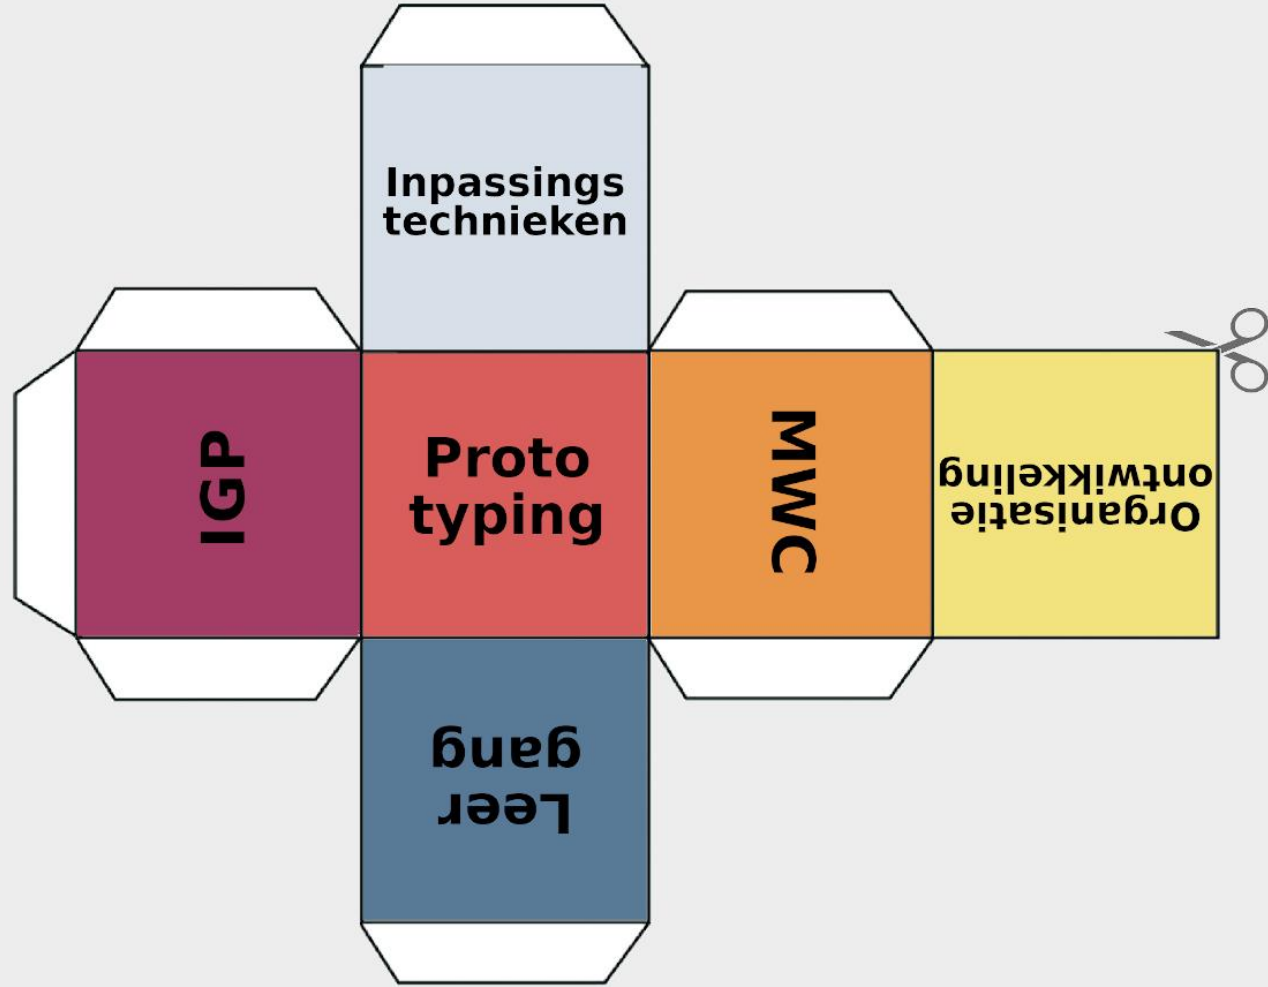 Inpassings
technieken
IGP
Proto
typing
MWC
Organisatie
ontwikkeling
Leer
gang